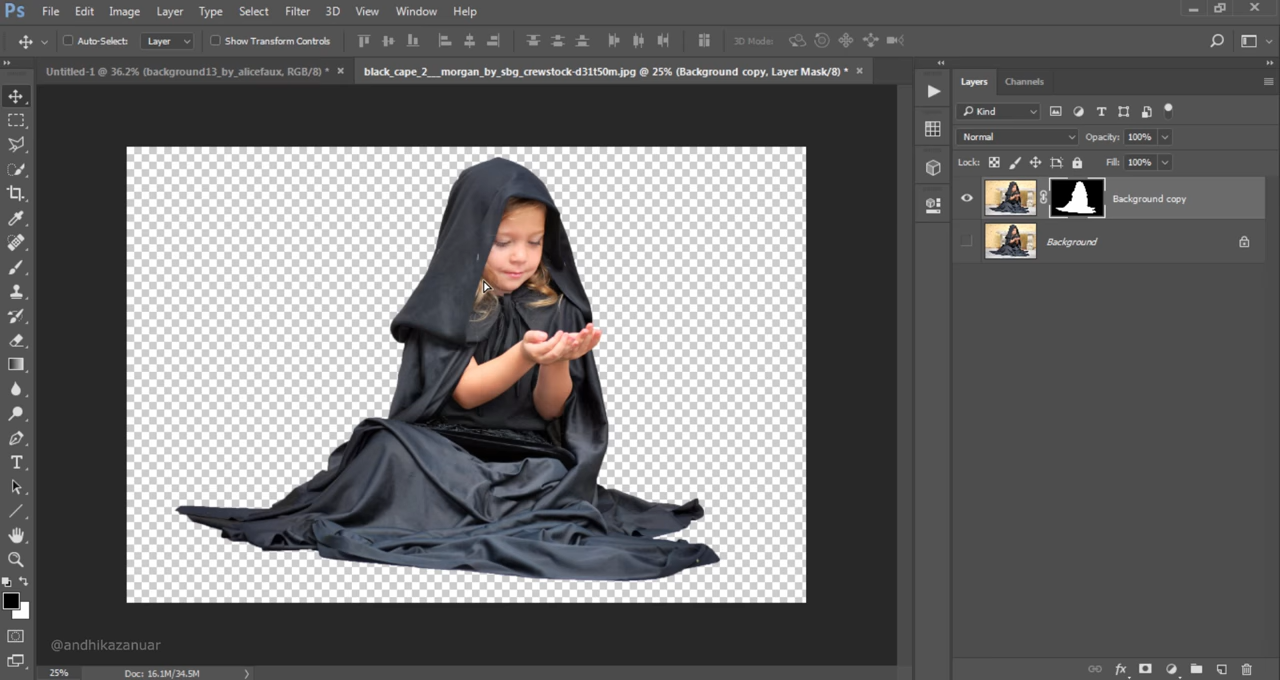 Ps File Edit Image Layer Type Select Filter 3D View Window Help
Auto-Select: Layer Show Transform Controls 3D Mode:
Untitled-1 @ 36.2% (background13_by_alicefaux, RGB/8) * × black_cape_2__morgan_by_sbg_crewstock-d31t50m.jpg @ 25% (Background copy, Layer Mask/8) * ×
Layers Channels
Kind
Normal Opacity: 100%
Lock: Fill: 100%
Background copy
Background
@andhikazanuar
25% Doc: 16.1M/34.5M